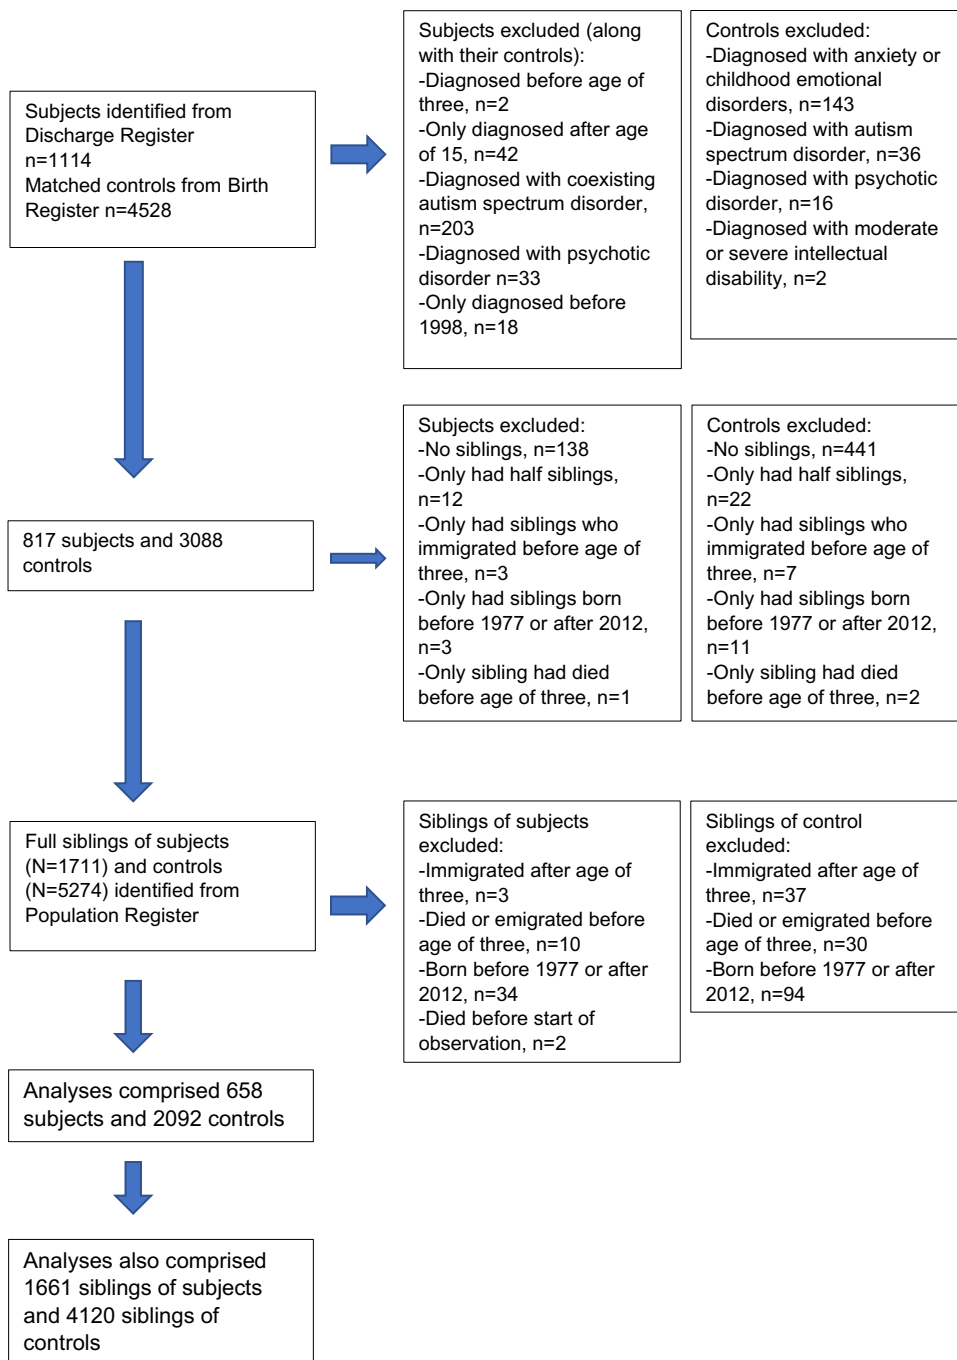 Subjects identified from
Discharge Register
n=1114
Matched controls from Birth
Register n=4528
Subjects excluded (along
with their controls):
-Diagnosed before age of
three, n=2
-Only diagnosed after age
of 15, n=42
-Diagnosed with coexisting
autism spectrum disorder,
n=203
-Diagnosed with psychotic
disorder n=33
-Only diagnosed before
1998, n=18
Controls excluded:
-Diagnosed with anxiety or
childhood emotional
disorders, n=143
-Diagnosed with autism
spectrum disorder, n=36
-Diagnosed with psychotic
disorder, n=16
-Diagnosed with moderate
or severe intellectual
disability, n=2
817 subjects and 3088
controls
Subjects excluded:
-No siblings, n=138
-Only had half siblings,
n=12
-Only had siblings who
immigrated before age of
three, n=3
-Only had siblings born
before 1977 or after 2012,
n=3
-Only sibling had died
before age of three, n=1
Controls excluded:
-No siblings, n=441
-Only had half siblings,
n=22
-Only had siblings who
immigrated before age of
three, n=7
-Only had siblings born
before 1977 or after 2012,
n=11
-Only sibling had died
before age of three, n=2
Full siblings of subjects
(N=1711) and controls
(N=5274) identified from
Population Register
Siblings of subjects
excluded:
-Immigrated after age of
three, n=3
-Died or emigrated before
age of three, n=10
-Born before 1977 or after
2012, n=34
-Died before start of
observation, n=2
Siblings of control
excluded:
-Immigrated after age of
three, n=37
-Died or emigrated before
age of three, n=30
-Born before 1977 or after
2012, n=94
Analyses comprised 658
subjects and 2092 controls
Analyses also comprised
1661 siblings of subjects
and 4120 siblings of
controls